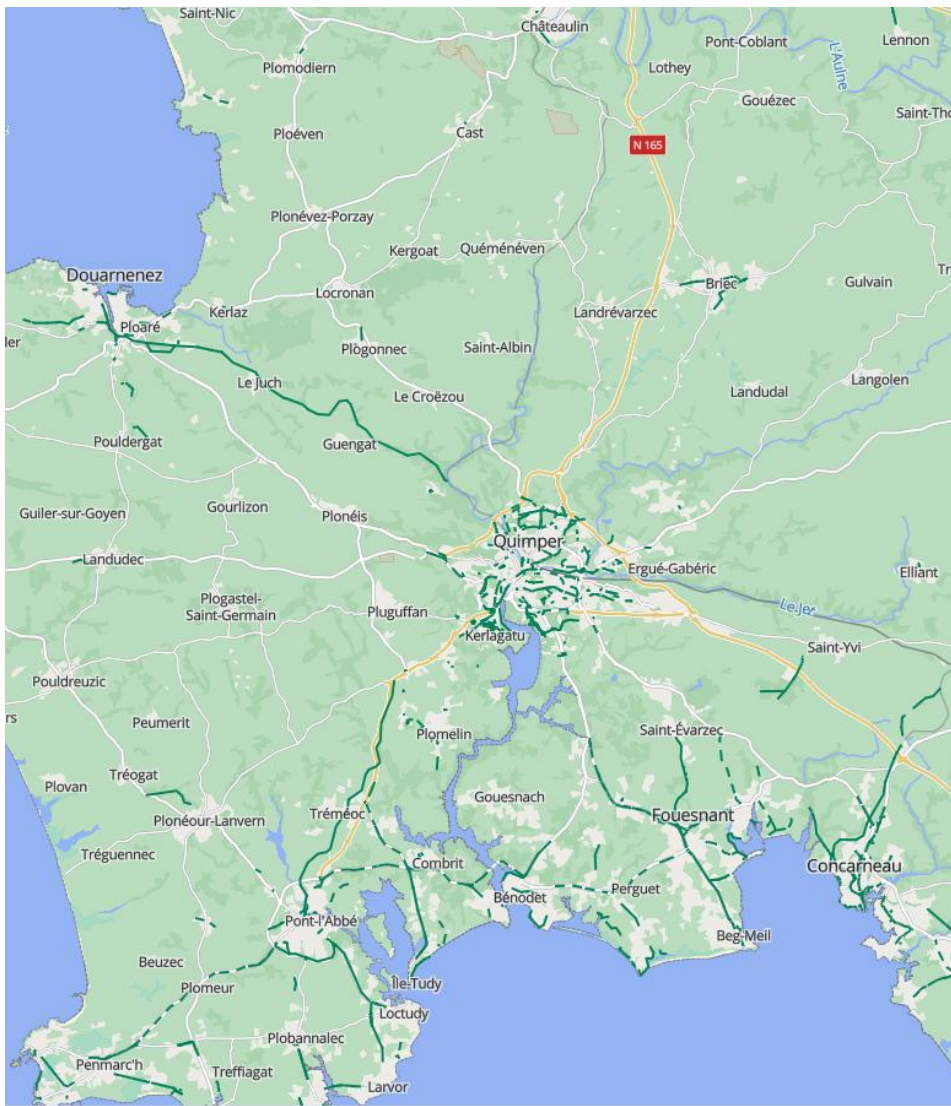 Saint-Nic
Châteaulin
Pont-Coblant
Lennon
Plomodiern
Lothey
L'Aulne
Gouézec
Saint-Tho
Ploéven
Cast
N 165
Plonévez-Porzay
Kergoat
Quéménéven
Douarnenez
Locronan
Briec
Gulvain
Tr
Kerlaz
Landrévarzec
Ploaré
ler
Plogonnec
Saint-Albin
Le Juch
Le Croëzou
Landudal
Langolen
Pouldergat
Guengat
Guiler-sur-Goyen
Gourlizon
Plonéis
Quimper
Landudec
Ergué-Gabéric
Elliant
Plogastel-
Saint-Germain
Pluguffan
Le Jet
Kerlagatu
Saint-Yvi
Pouldreuzic
rs
Peumerit
Plomelin
Saint-Évarzec
Tréogat
Plovan
Gouesnach
Plonéour-Lanvern
Tréméoc
Fouesnant
Tréguennec
Combrit
Concarneau
Bénodet
Perguet
Pont-l'Abbé
Beg-Meil
Beuzec
Plomeur
Île-Tudy
Loctudy
Plobannalec
Penmarc'h
Treffiagat
Larvor